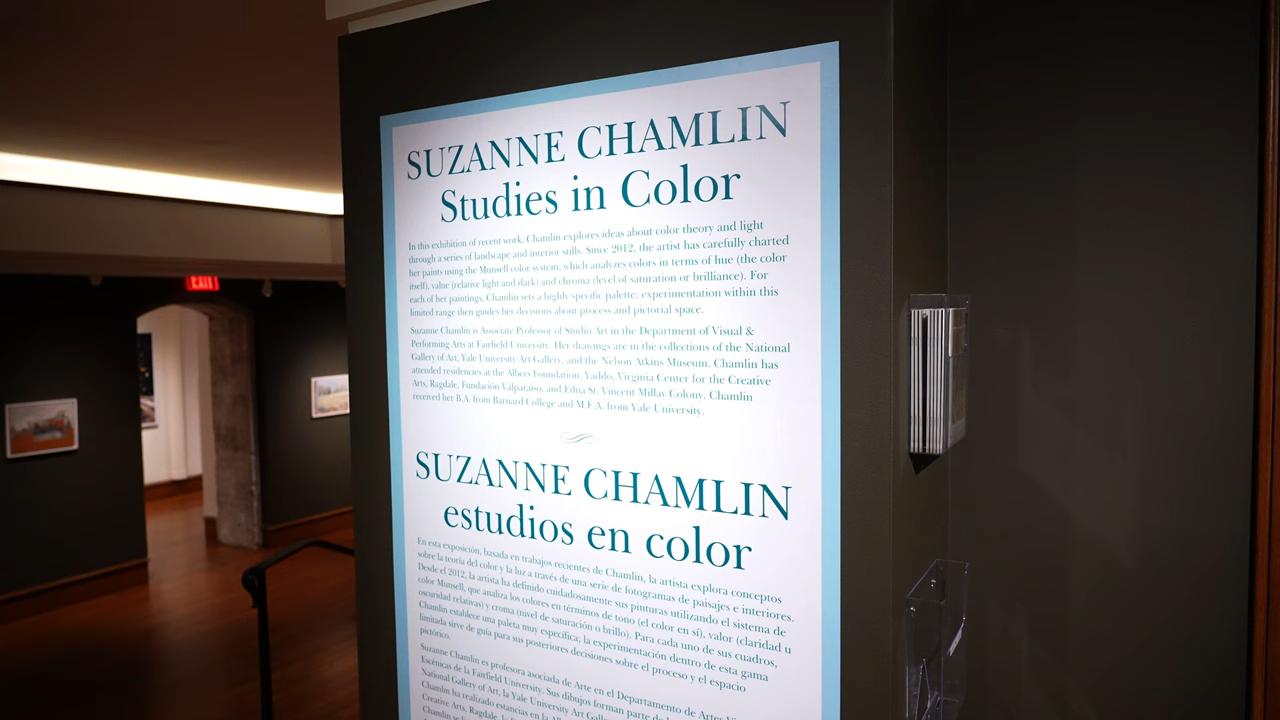 SUZANNE CHAMLIN
Studies in Color
In this exhibition of recent work, Chamlin explores ideas about color theory and light
through a series of landscape and interior stills. Since 2012, the artist has carefully charted
her paints using the Munsell color system, which analyzes colors in terms of hue (the color
itself), value (relative light and dark) and chroma (level of saturation or brilliance). For
each of her paintings, Chamlin sets a highly specific palette; experimentation within this
limited range then guides her decisions about process and pictorial space.
Suzanne Chamlin is Associate Professor of Studio Art in the Department of Visual &
Performing Arts at Fairfield University. Her drawings are in the collections of the National
Gallery of Art, Yale University Art Gallery, and the Nelson Atkins Museum. Chamlin has
attended residencies at the Albers Foundation, Yaddo, Virginia Center for the Creative
Arts, Ragdale, Fundación Valparaiso, and Edna St. Vincent Millay Colony. Chamlin
received her B.A. from Barnard College and M.F.A. from Yale University.
SUZANNE CHAMLIN
estudios en color
En esta exposición, basada en trabajos recientes de Chamlin, la artista explora conceptos
sobre la teoría del color y la luz a través de una serie de fotogramas de paisajes e interiores.
Desde el 2012, la artista ha definido cuidadosamente sus pinturas utilizando el sistema de
color Munsell, que analiza los colores en términos de tono (el color en sí), valor (claridad u
oscuridad relativas) y croma (nivel de saturación o brillo). Para cada uno de sus cuadros,
Chamlin establece una paleta muy específica; la experimentación dentro de esta gama
limitada sirve de guía para sus posteriores decisiones sobre el proceso y el espacio
pictórico.
Suzanne Chamlin es profesora asociada de Arte en el Departamento de Artes
Escénicas de la Fairfield University. Sus dibujos forman parte de
National Gallery of Art, la Yale University Art
Chamlin ha realizado estancias en la
Creative Arts, Ragdale, la
Chamlin
EXIT